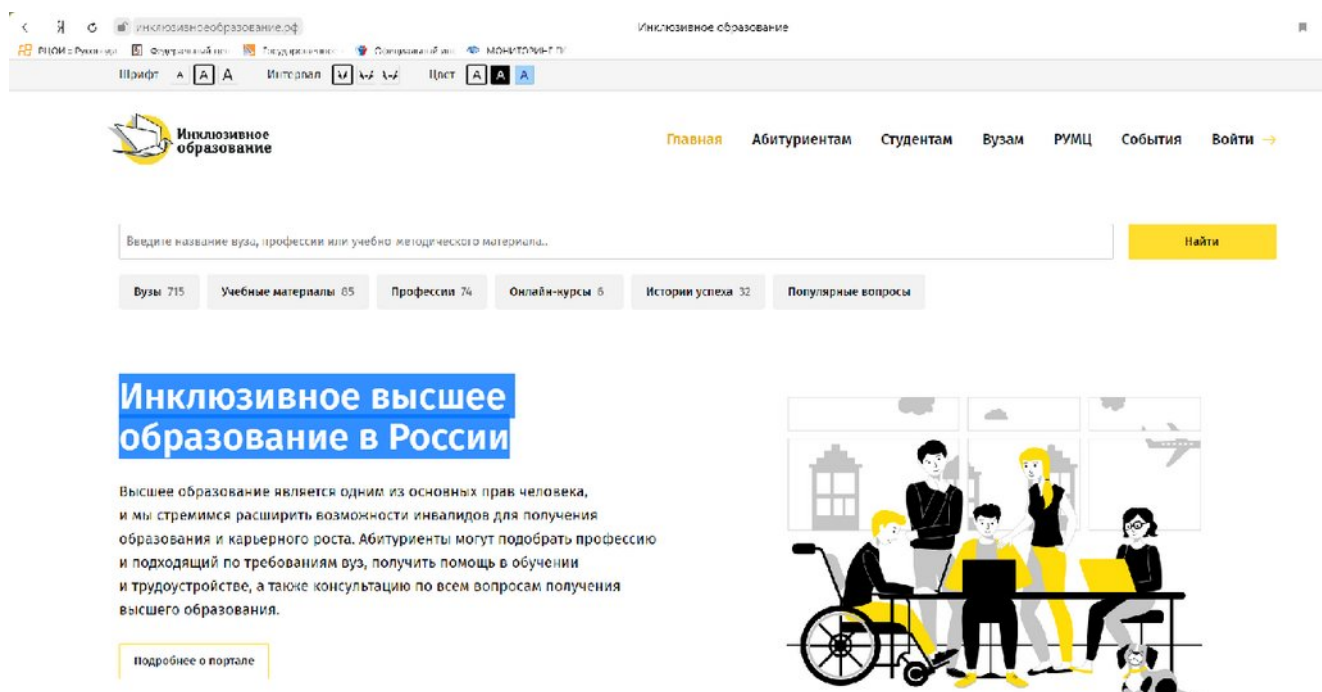 инклюзивноеобразование.рф Инклюзивное образование
Шрифт А А А Интервал Цвет А А А
Инклюзивное
образование
Главная Абитуриентам Студентам Вузам РУМЦ События Войти →
Введите название вуза, профессии или учебно методического материала..
Найти
Вузы 715 Учебные материалы 85 Профессии 74 Онлайн-курсы 6 Истории успеха 32 Популярные вопросы
Инклюзивное высшее
образование в России
Высшее образование является одним из основных прав человека,
и мы стремимся расширить возможности инвалидов для получения
образования и карьерного роста. Абитуриенты могут подобрать профессию
и подходящий по требованиям вуз, получить помощь в обучении
и трудоустройстве, а также консультацию по всем вопросам получения
высшего образования.
Подробнее о портале